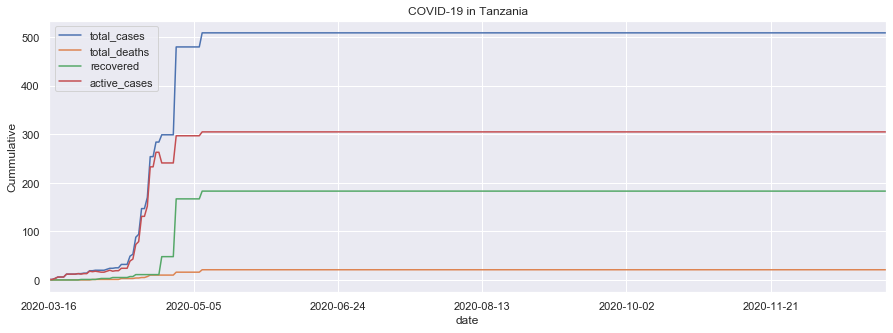 COVID-19 in Tanzania
total_cases
total_deaths
recovered
active_cases
500
400
300
200
100
0
Cummulative
2020-03-16 2020-05-05 2020-06-24 2020-08-13 2020-10-02 2020-11-21
date